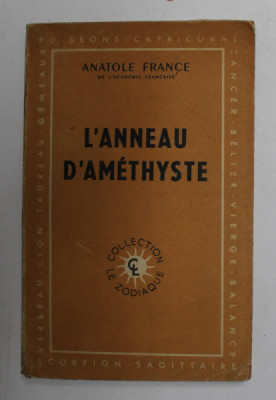 POISSONS · CAPRICORNE
CANCER · BÉLIER · VIERGE · BALANCE
VERSEAU · LION · TAUREAU · GÉMEAUX
ANATOLE FRANCE
DE L'ACADÉMIE FRANÇAISE
L'ANNEAU
D'AMÉTHYSTE
COLLECTION
CL
LE ZODIAQUE
SCORPION · SAGITTAIRE